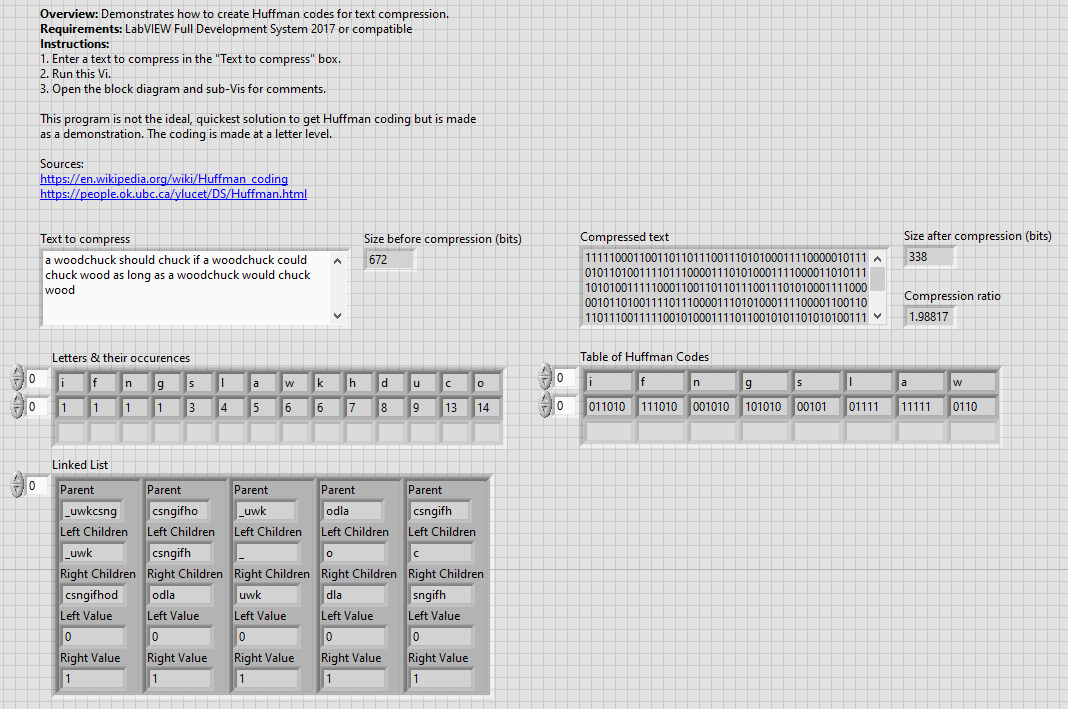 Overview: Demonstrates how to create Huffman codes for text compression.
Requirements: LabVIEW Full Development System 2017 or compatible
Instructions:
1. Enter a text to compress in the "Text to compress" box.
2. Run this Vi.
3. Open the block diagram and sub-Vis for comments.
This program is not the ideal, quickest solution to get Huffman coding but is made
as a demonstration. The coding is made at a letter level.
Sources:
https://en.wikipedia.org/wiki/Huffman_coding
https://people.ok.ubc.ca/ylucet/DS/Huffman.html
Text to compress
a woodchuck should chuck if a woodchuck could
chuck wood as long as a woodchuck would chuck
wood
Size before compression (bits)
672
Compressed text
1111100011001101101110011101010001111000001 0111
0101101001111011100001110101000111100001101 0111
1010100111110001100110110111001110101000111 1000
0010110100111101110000111010100011110000110 0110
1101110011111001010001111011001010110101010 0111
Size after compression (bits)
338
Compression ratio
1.98817
Letters & their occurences
0 i f n g s l a w k h d u c o
0 1 1 1 1 3 4 5 6 6 7 8 9 13 14
Table of Huffman Codes
0 i f n g s l a w
0 011010 111010 001010 101010 00101 01111 11111 0110
Linked List
0
Parent Parent Parent Parent Parent
_uwkcsng csngifho _uwk odla csngifh
Left Children Left Children Left Children Left Children Left Children
_uwk csngifh _ o c
Right Children Right Children Right Children Right Children Right Children
csngifhod odla uwk dla sngifh
Left Value Left Value Left Value Left Value Left Value
0 0 0 0 0
Right Value Right Value Right Value Right Value Right Value
1 1 1 1 1